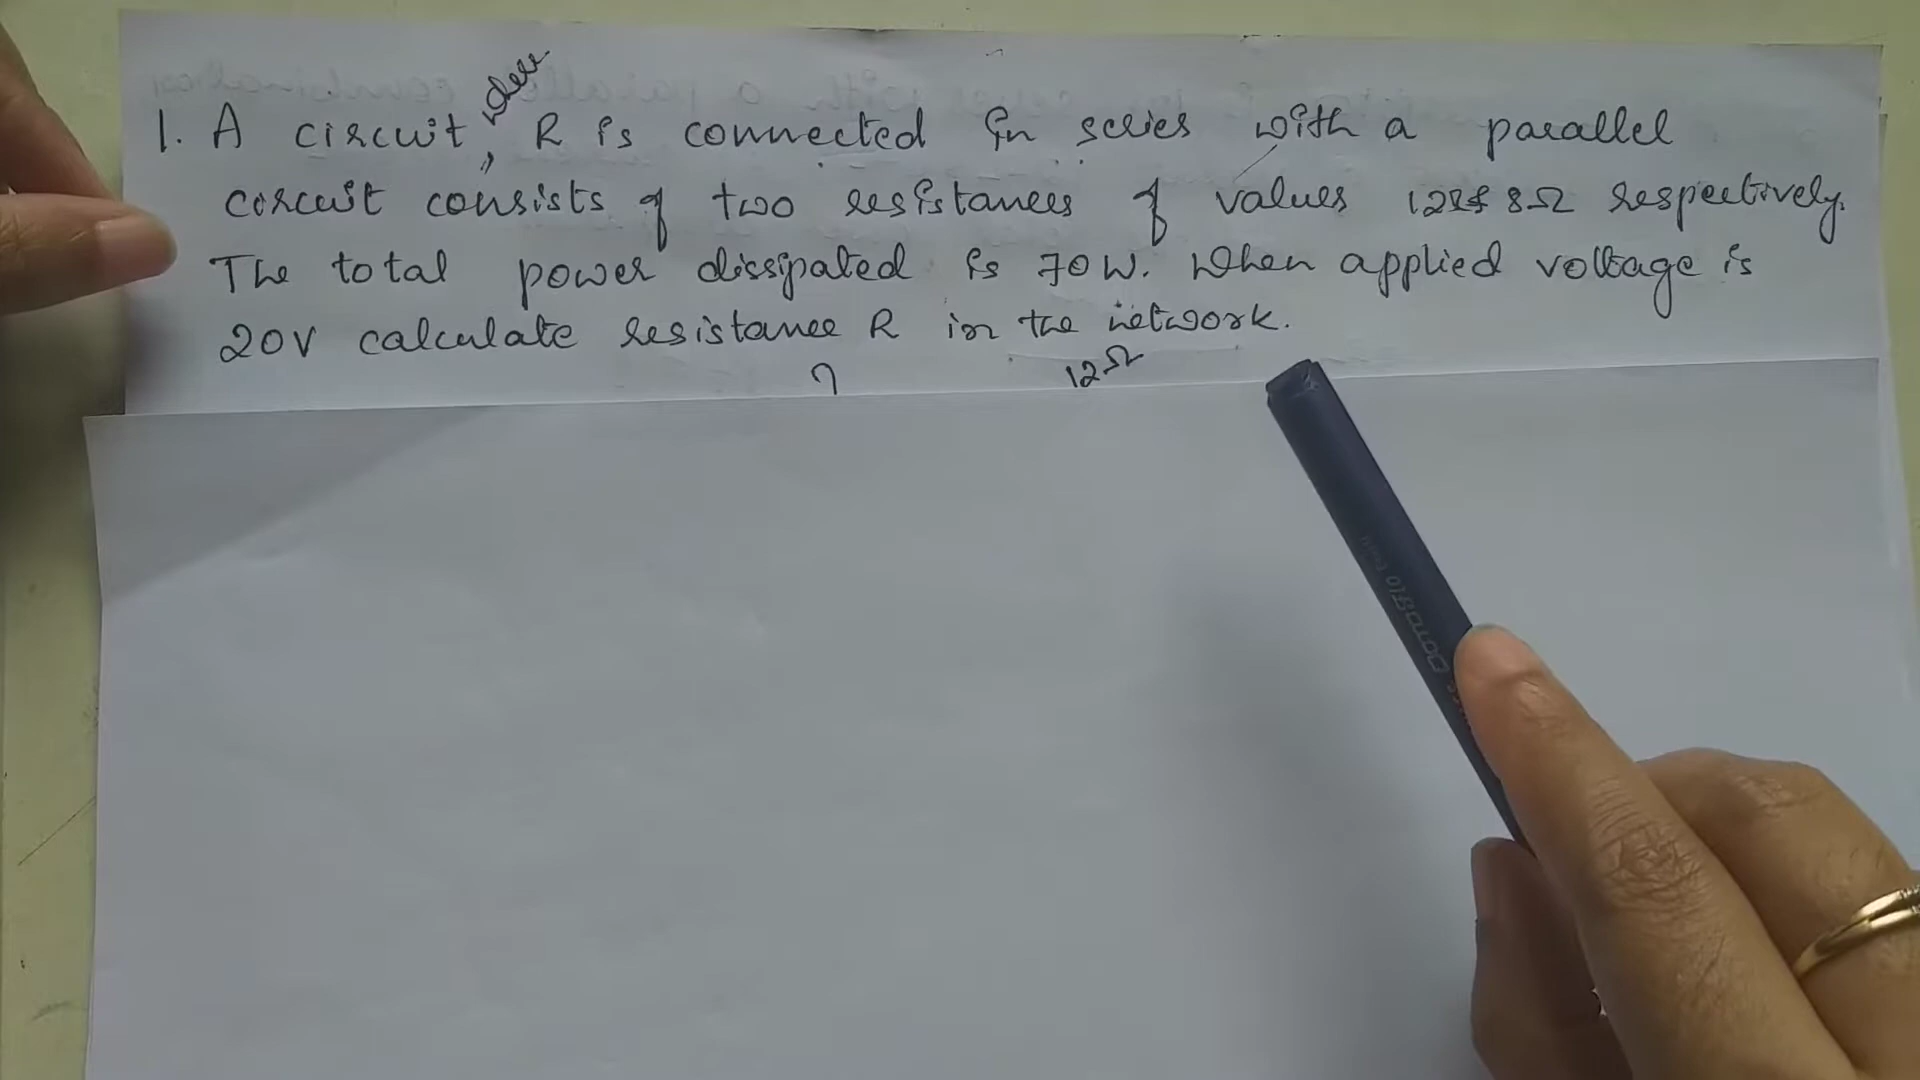 where
1. A circuit, R is connected in series with a parallel
circuit consists of two resistances of values 12Ω & 8Ω respectively.
The total power dissipated is 70W. When applied voltage is
20V calculate resistance R in the network.
12Ω